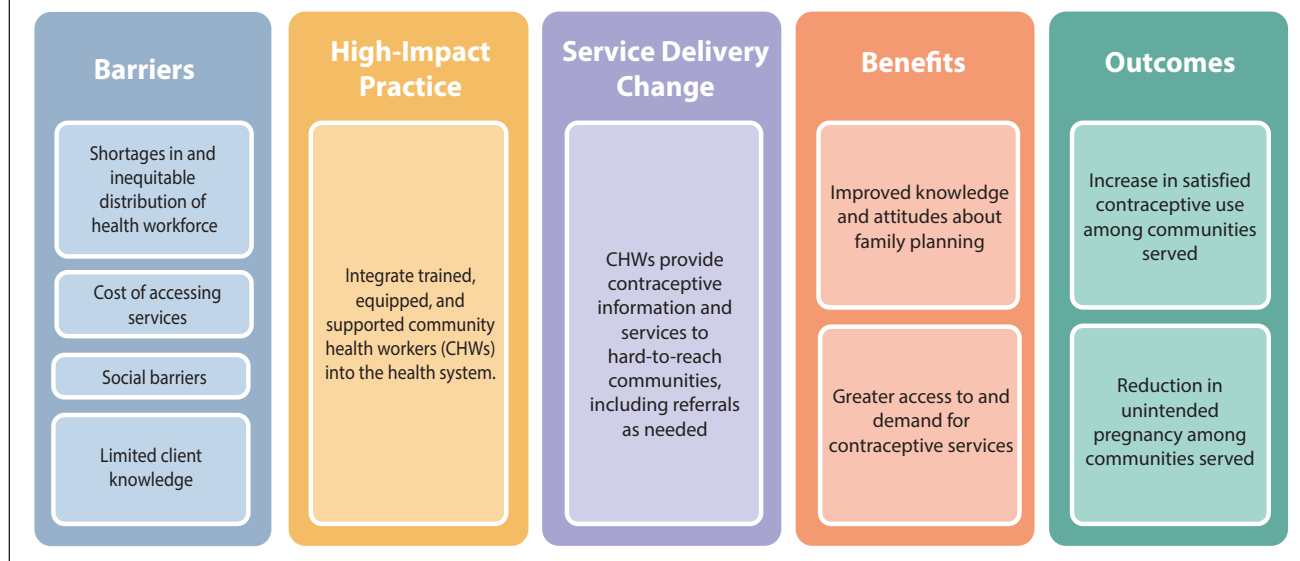 Barriers
Shortages in and
inequitable
distribution of
health workforce
Cost of accessing
services
Social barriers
Limited client
knowledge
High-Impact
Practice
Integrate trained,
equipped, and
supported community
health workers (CHWs)
into the health system.
Service Delivery
Change
CHWs provide
contraceptive
information and
services to
hard-to-reach
communities,
including referrals
as needed
Benefits
Improved knowledge
and attitudes about
family planning
Greater access to and
demand for
contraceptive services
Outcomes
Increase in satisfied
contraceptive use
among communities
served
Reduction in
unintended
pregnancy among
communities served